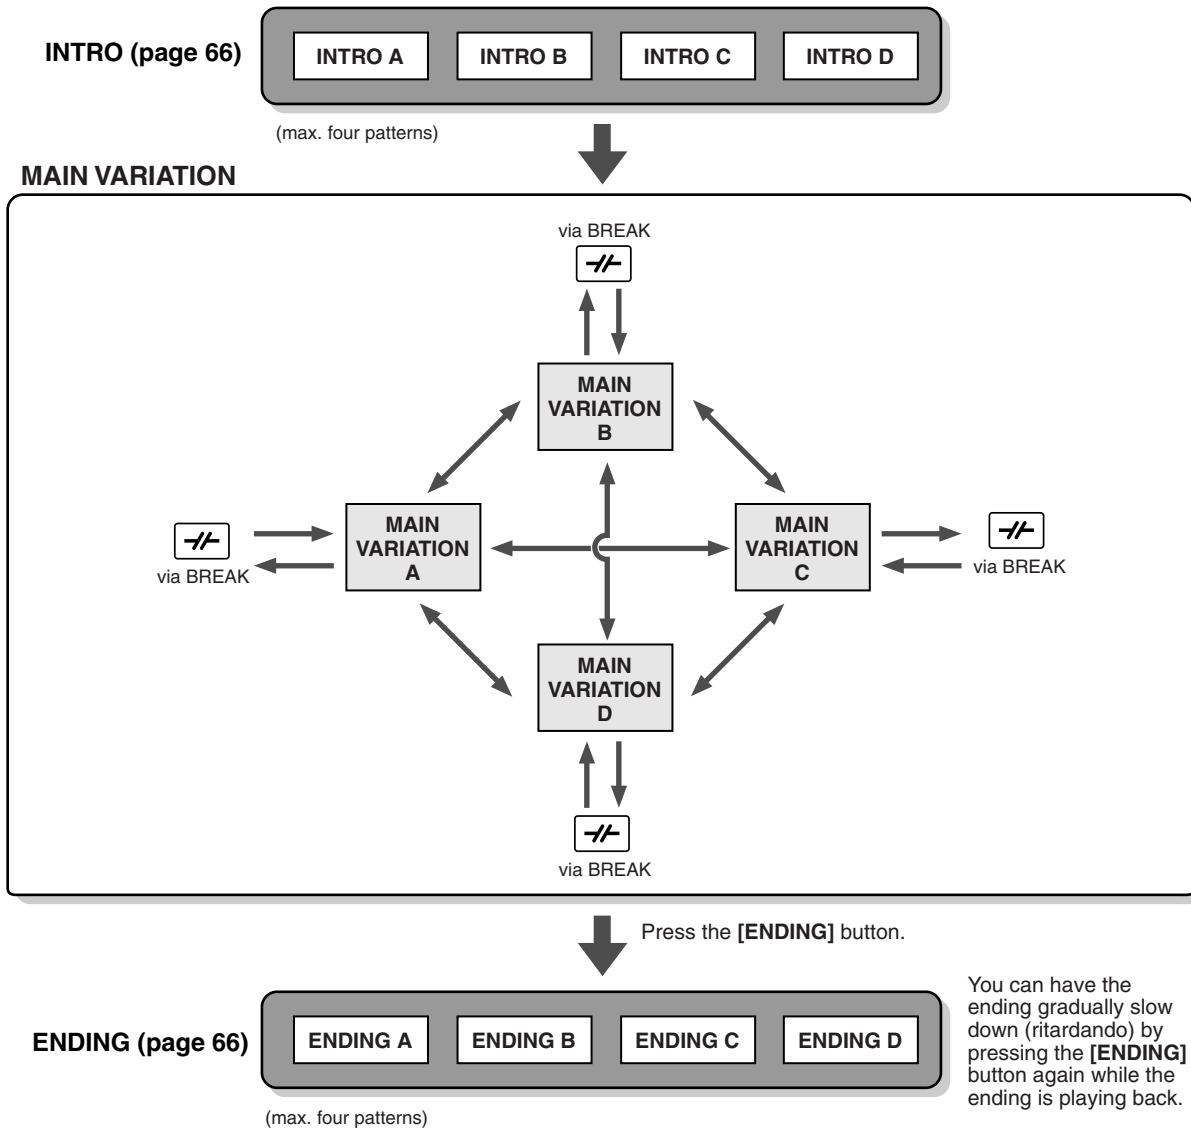 INTRO (page 66)
INTRO A
INTRO B
INTRO C
INTRO D
(max. four patterns)
MAIN VARIATION
via BREAK
MAIN
VARIATION
B
MAIN
VARIATION
A
via BREAK
MAIN
VARIATION
C
via BREAK
MAIN
VARIATION
D
via BREAK
Press the [ENDING] button.
ENDING (page 66)
ENDING A
ENDING B
ENDING C
ENDING D
(max. four patterns)
You can have the
ending gradually slow
down (ritardando) by
pressing the [ENDING]
button again while the
ending is playing back.